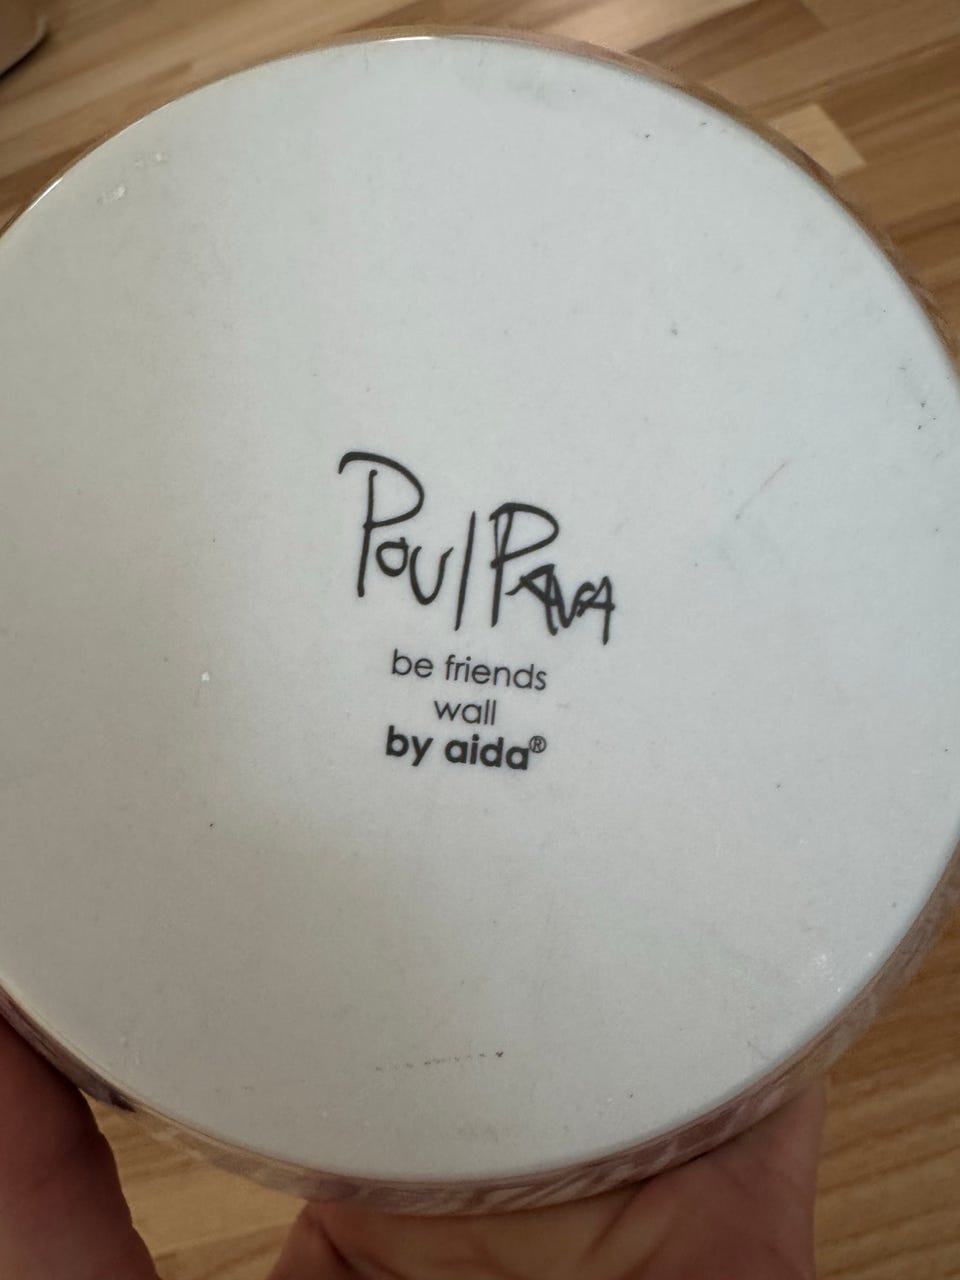 Poul Pava
be friends
wall
by aida®